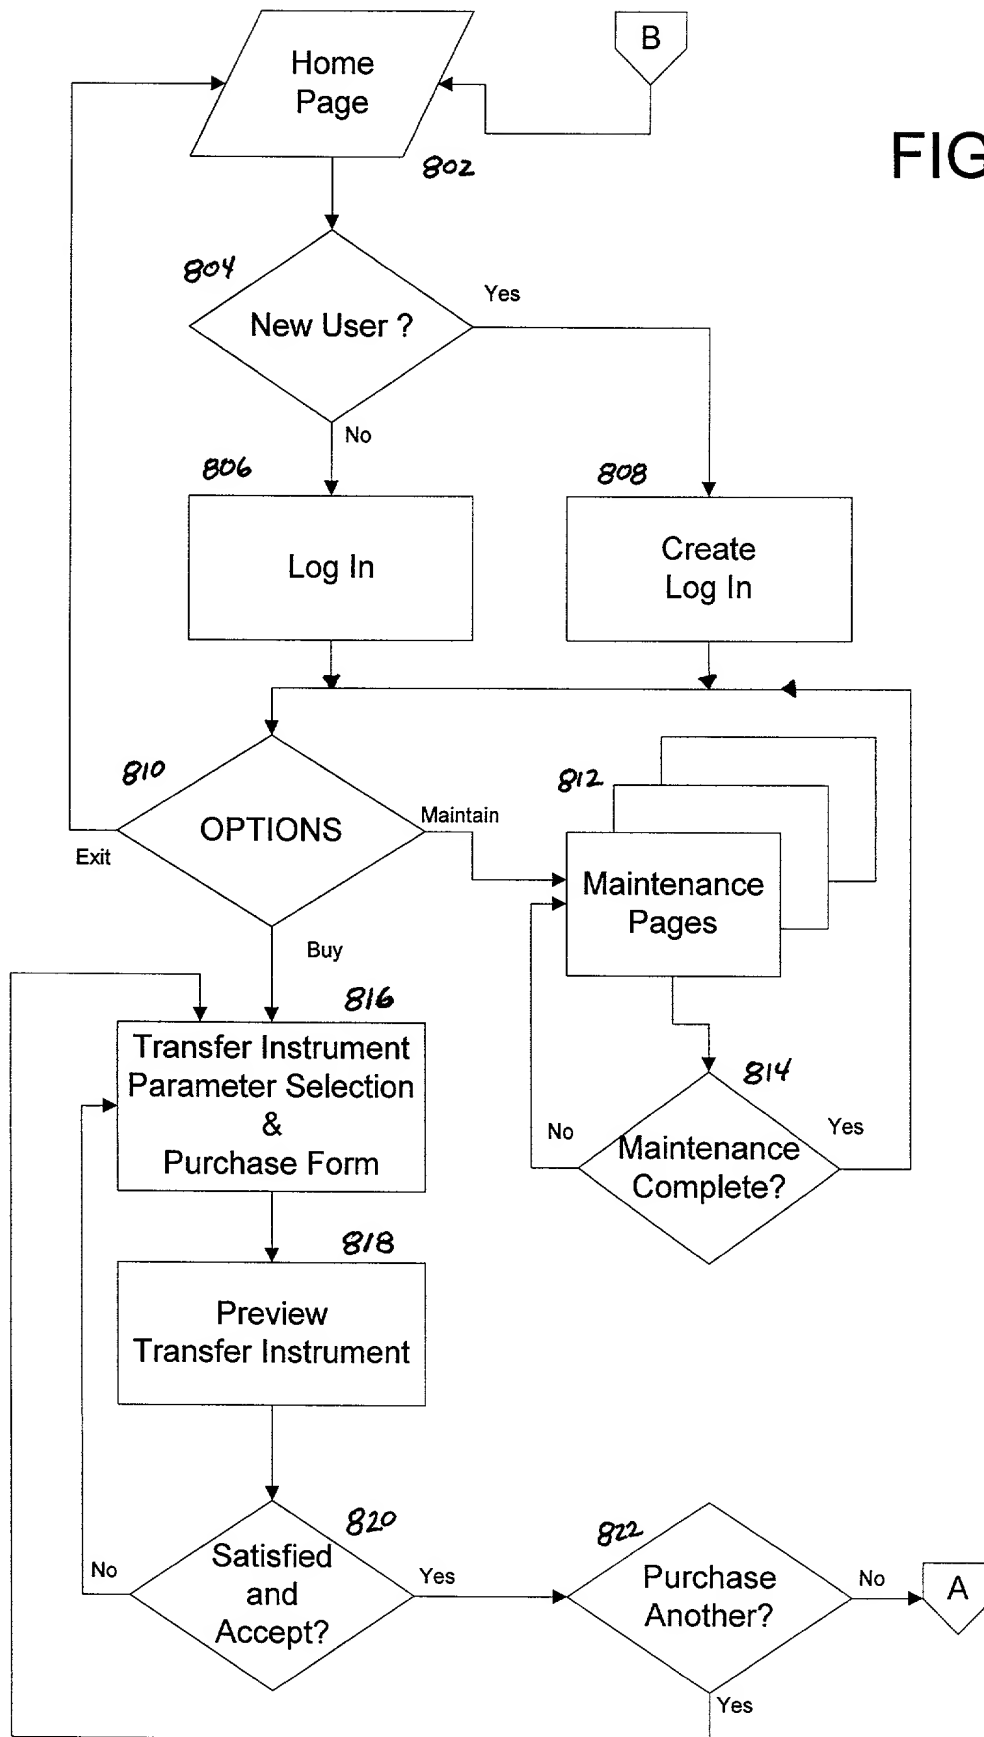 Home
Page
B
802
FIG
804
New User ?
Yes
No
806
808
Log In
Create
Log In
810
812
OPTIONS
Maintain
Exit
Maintenance
Pages
Buy
816
Transfer Instrument
Parameter Selection
&
Purchase Form
814
No
Maintenance
Complete?
Yes
818
Preview
Transfer Instrument
820
822
No
Satisfied
and
Accept?
Yes
Purchase
Another?
No
A
Yes